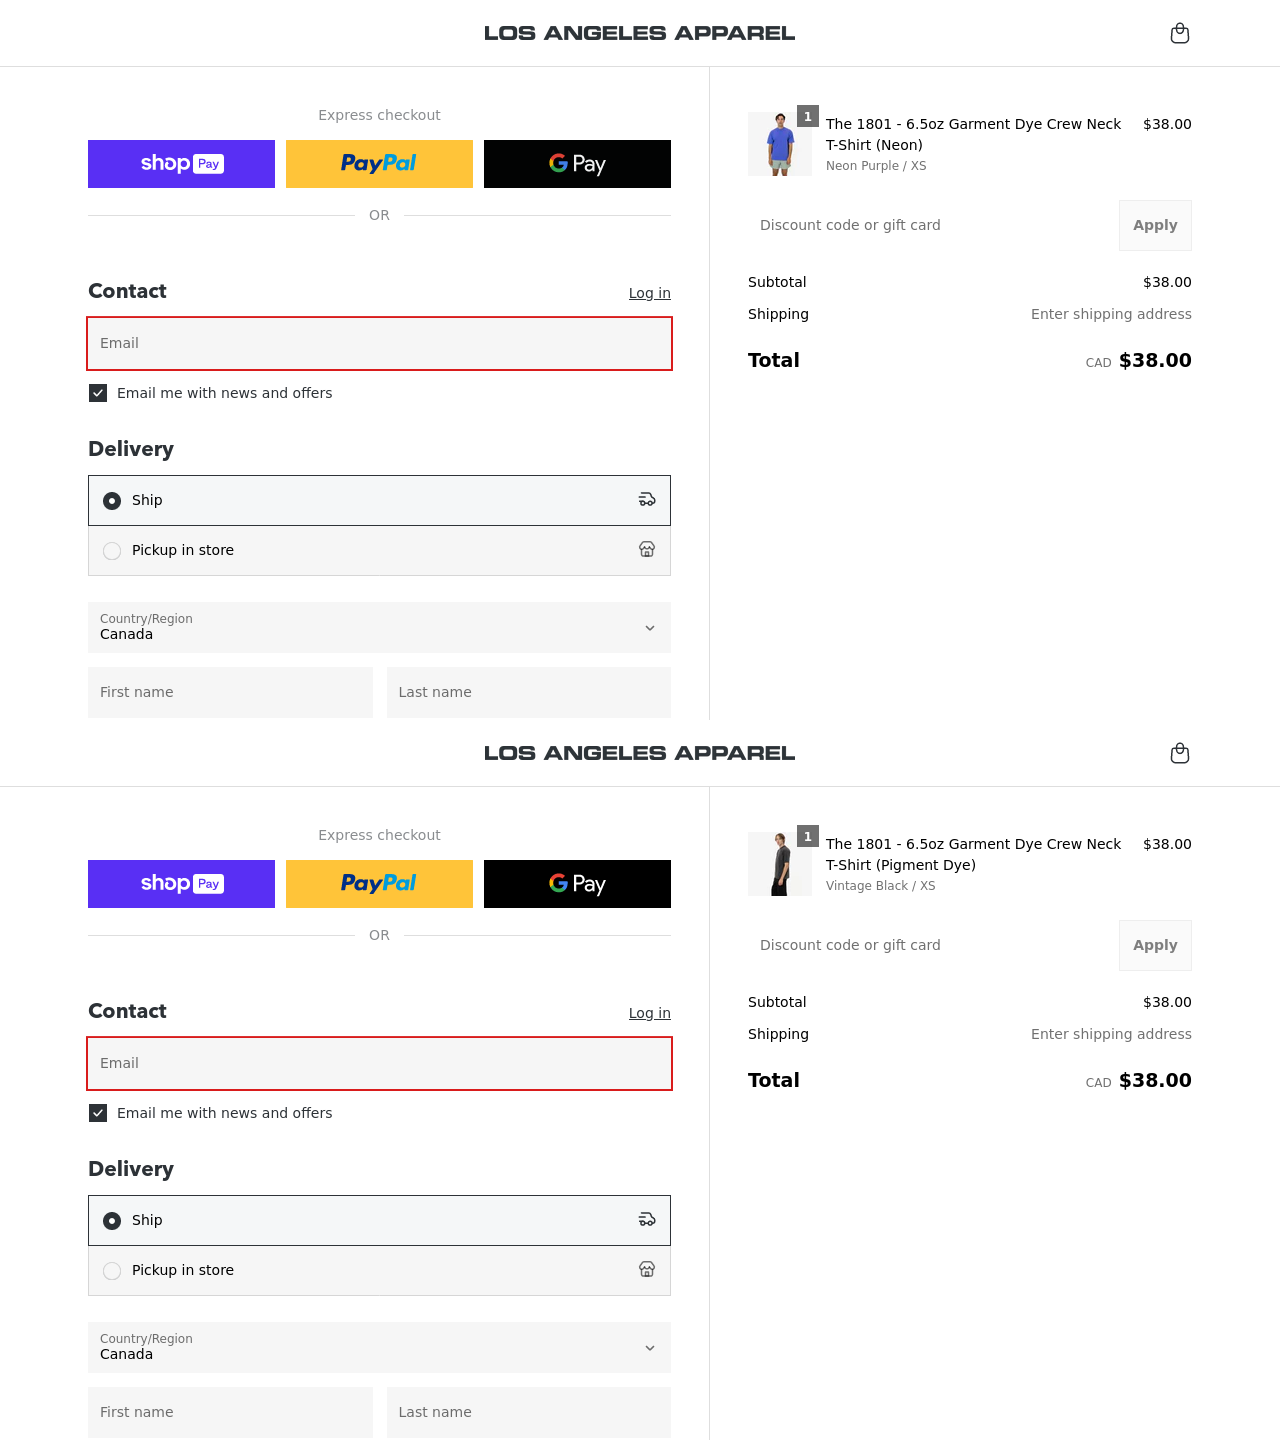 LOS ANGELES APPAREL
Express checkout
shop Pay
PayPal
G Pay
OR
Contact
Log in
Email
Email me with news and offers
Delivery
Ship
Pickup in store
Country/Region
Canada
First name
Last name
1
The 1801 - 6.5oz Garment Dye Crew Neck
$38.00
T-Shirt (Neon)
Neon Purple / XS
Discount code or gift card
Apply
Subtotal
$38.00
Shipping
Enter shipping address
Total
CAD $38.00
LOS ANGELES APPAREL
Express checkout
shop Pay
PayPal
G Pay
OR
Contact
Log in
Email
Email me with news and offers
Delivery
Ship
Pickup in store
Country/Region
Canada
First name
Last name
1
The 1801 - 6.5oz Garment Dye Crew Neck
$38.00
T-Shirt (Pigment Dye)
Vintage Black / XS
Discount code or gift card
Apply
Subtotal
$38.00
Shipping
Enter shipping address
Total
CAD $38.00